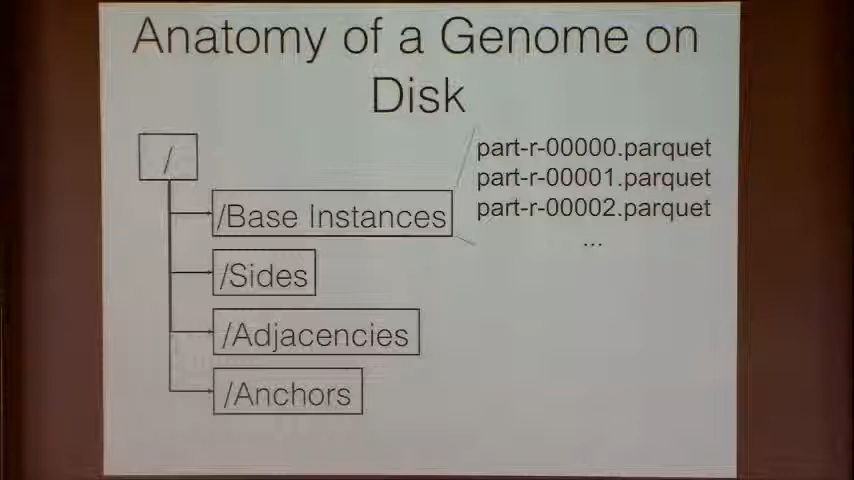 Anatomy of a Genome on
Disk
/
/Base Instances
/Sides
/Adjacencies
/Anchors
part-r-00000.parquet
part-r-00001.parquet
part-r-00002.parquet
...